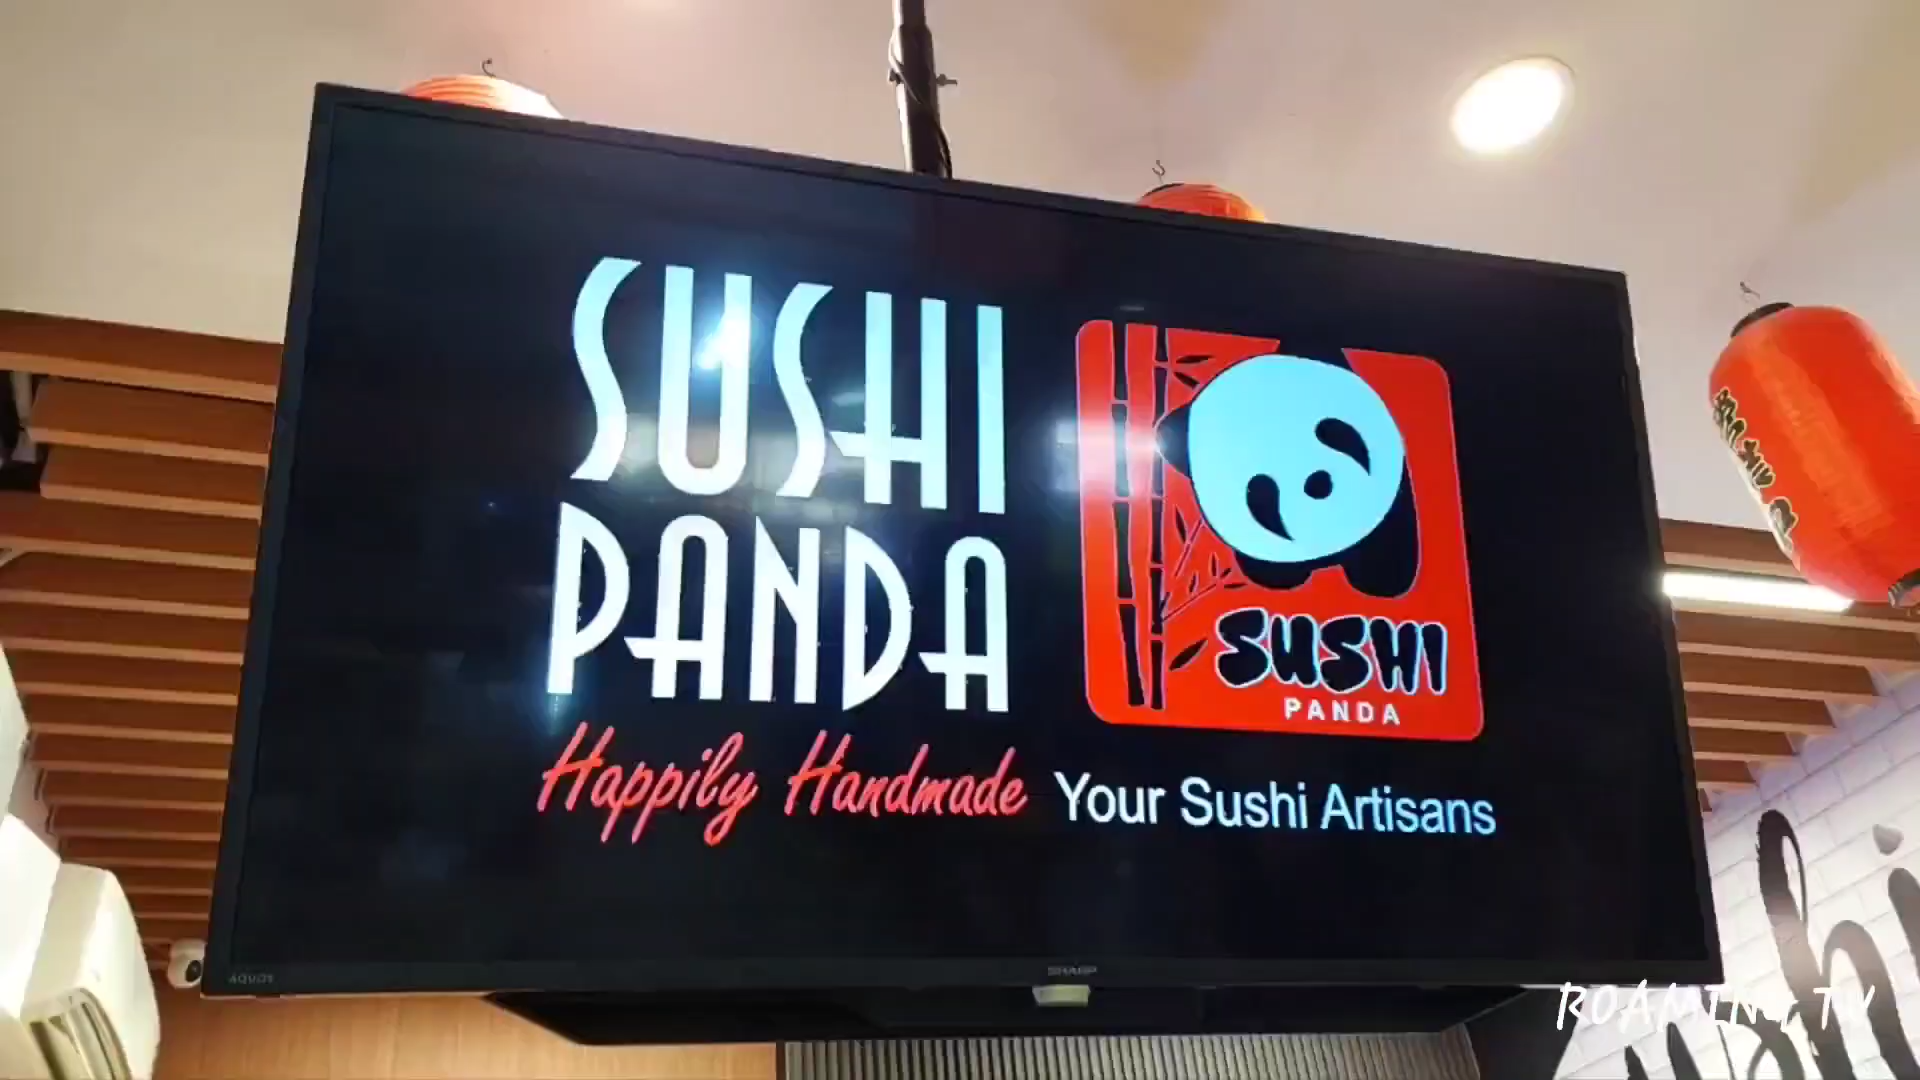 SUSHI
PANDA
Happily Handmade
SUSHI
PANDA
Your Sushi Artisans
AQUOS
SHARP
ROAMING TV